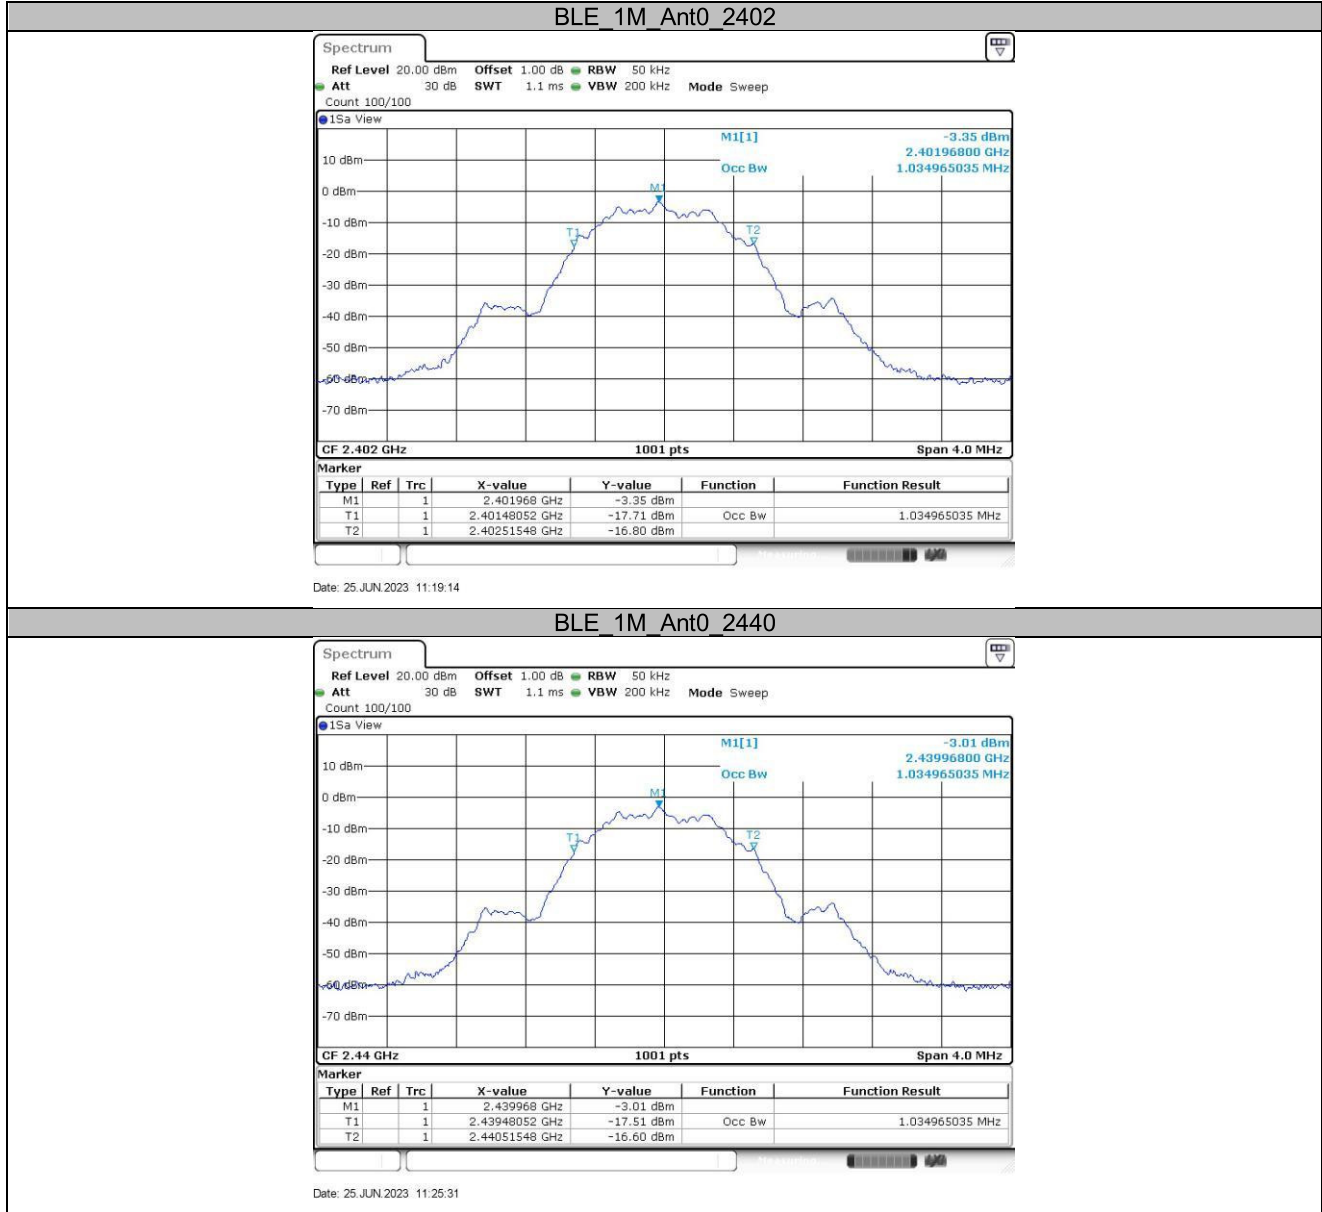 BLE_1M_Ant0_2402
Spectrum
Ref Level 20.00 dBm Offset 1.00 dB RBW 50 kHz
Att 30 dB SWT 1.1 ms VBW 200 kHz Mode Sweep
Count 100/100
1Sa View
M1[1] -3.35 dBm
2.40196800 GHz
Occ Bw 1.034965035 MHz
10 dBm
0 dBm
M1
-10 dBm
T1 T2
-20 dBm
-30 dBm
-40 dBm
-50 dBm
-60 dBm
-70 dBm
CF 2.402 GHz 1001 pts Span 4.0 MHz
Marker
Type Ref Trc X-value Y-value Function Function Result
M1 1 2.401968 GHz -3.35 dBm
T1 1 2.40148052 GHz -17.71 dBm Occ Bw 1.034965035 MHz
T2 1 2.40251548 GHz -16.80 dBm
Date: 25.JUN.2023 11:19:14
BLE_1M_Ant0_2440
Spectrum
Ref Level 20.00 dBm Offset 1.00 dB RBW 50 kHz
Att 30 dB SWT 1.1 ms VBW 200 kHz Mode Sweep
Count 100/100
1Sa View
M1[1] -3.01 dBm
2.43996800 GHz
Occ Bw 1.034965035 MHz
10 dBm
0 dBm
M1
-10 dBm
T1 T2
-20 dBm
-30 dBm
-40 dBm
-50 dBm
-60 dBm
-70 dBm
CF 2.44 GHz 1001 pts Span 4.0 MHz
Marker
Type Ref Trc X-value Y-value Function Function Result
M1 1 2.439968 GHz -3.01 dBm
T1 1 2.43948052 GHz -17.51 dBm Occ Bw 1.034965035 MHz
T2 1 2.44051548 GHz -16.60 dBm
Date: 25.JUN.2023 11:25:31